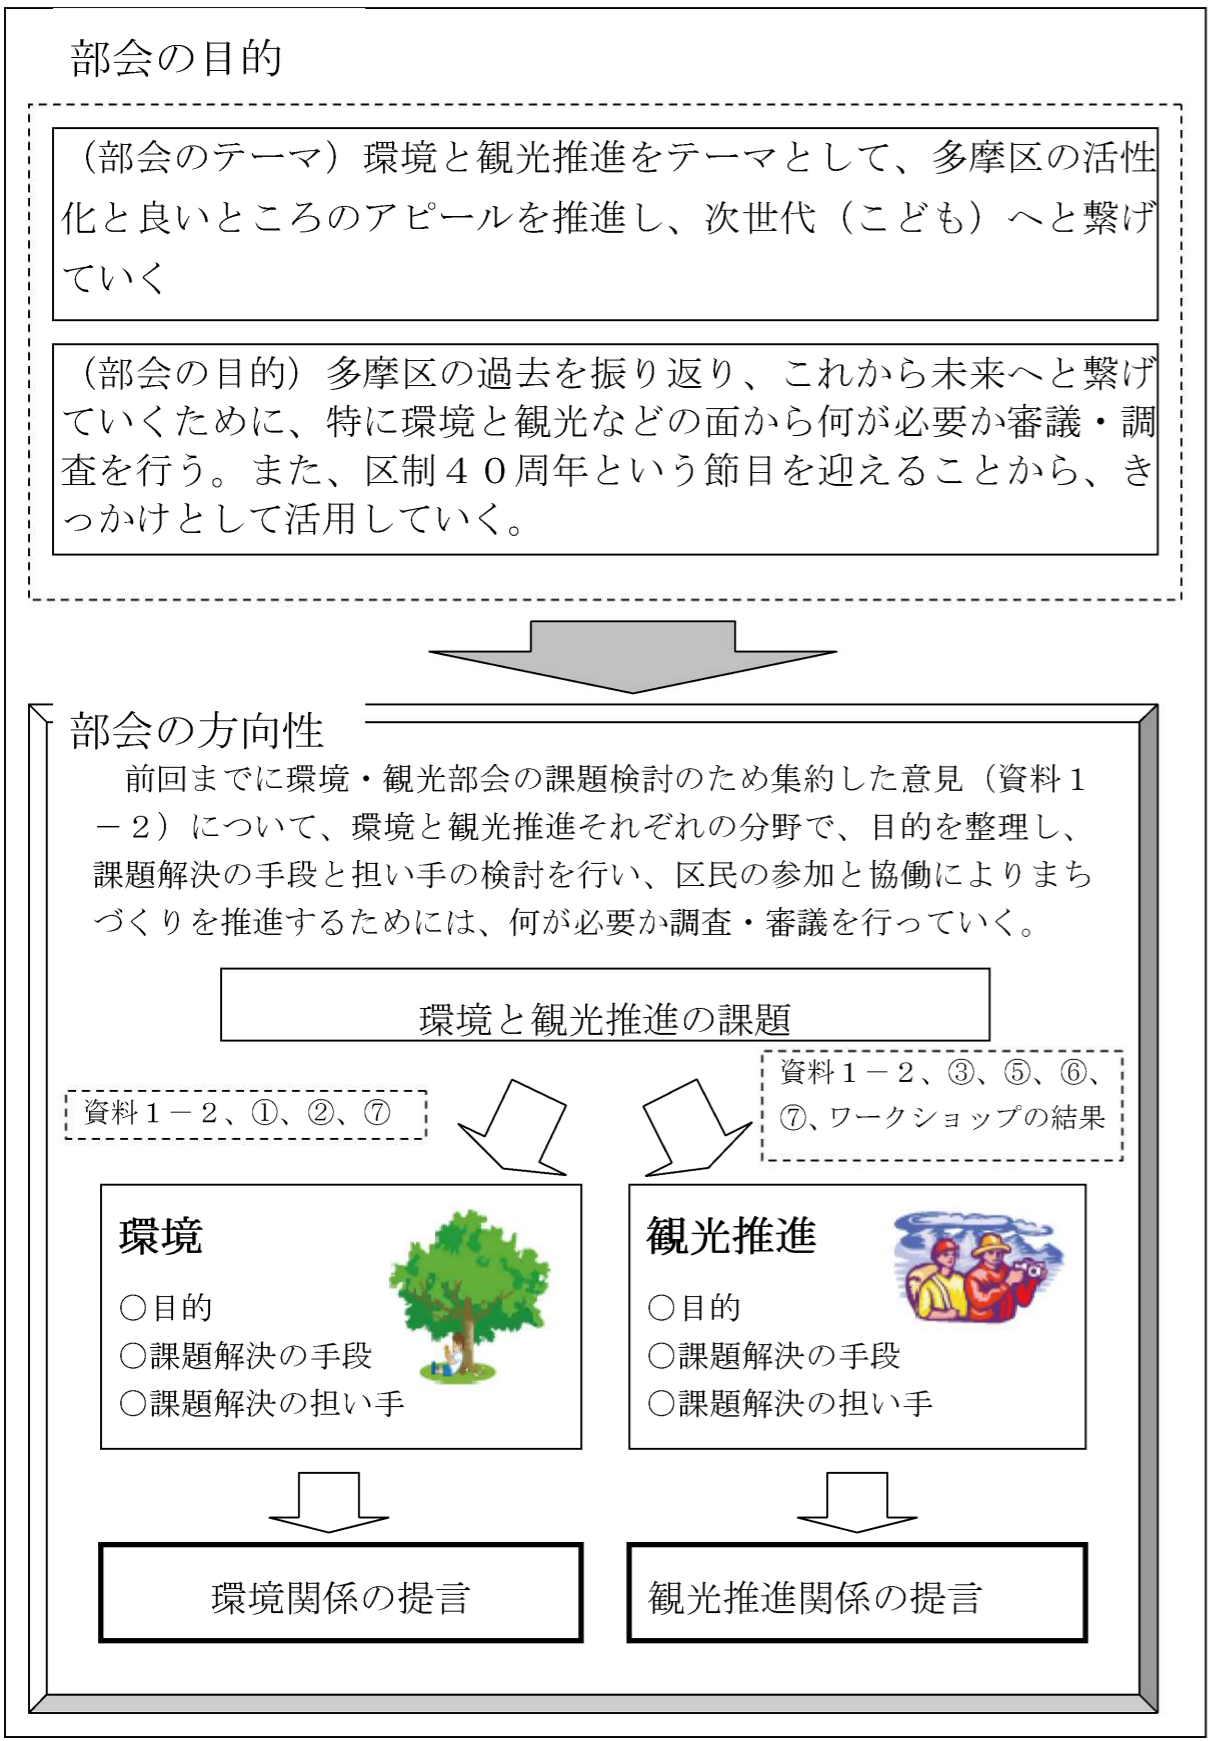 部会の目的
（部会のテーマ）環境と観光推進をテーマとして、多摩区の活性
化と良いところのアピールを推進し、次世代（こども）へと繋げ
ていく
（部会の目的）多摩区の過去を振り返り、これから未来へと繋げ
ていくために、特に環境と観光などの面から何が必要か審議・調
査を行う。また、区制４０周年という節目を迎えることから、き
っかけとして活用していく。
部会の方向性
前回までに環境・観光部会の課題検討のため集約した意見（資料１
－２）について、環境と観光推進それぞれの分野で、目的を整理し、
課題解決の手段と担い手の検討を行い、区民の参加と協働によりまち
づくりを推進するためには、何が必要か調査・審議を行っていく。
環境と観光推進の課題
資料１－２、①、②、⑦
資料１－２、③、⑤、⑥、
⑦、ワークショップの結果
環境
○目的
○課題解決の手段
○課題解決の担い手
観光推進
○目的
○課題解決の手段
○課題解決の担い手
環境関係の提言
観光推進関係の提言